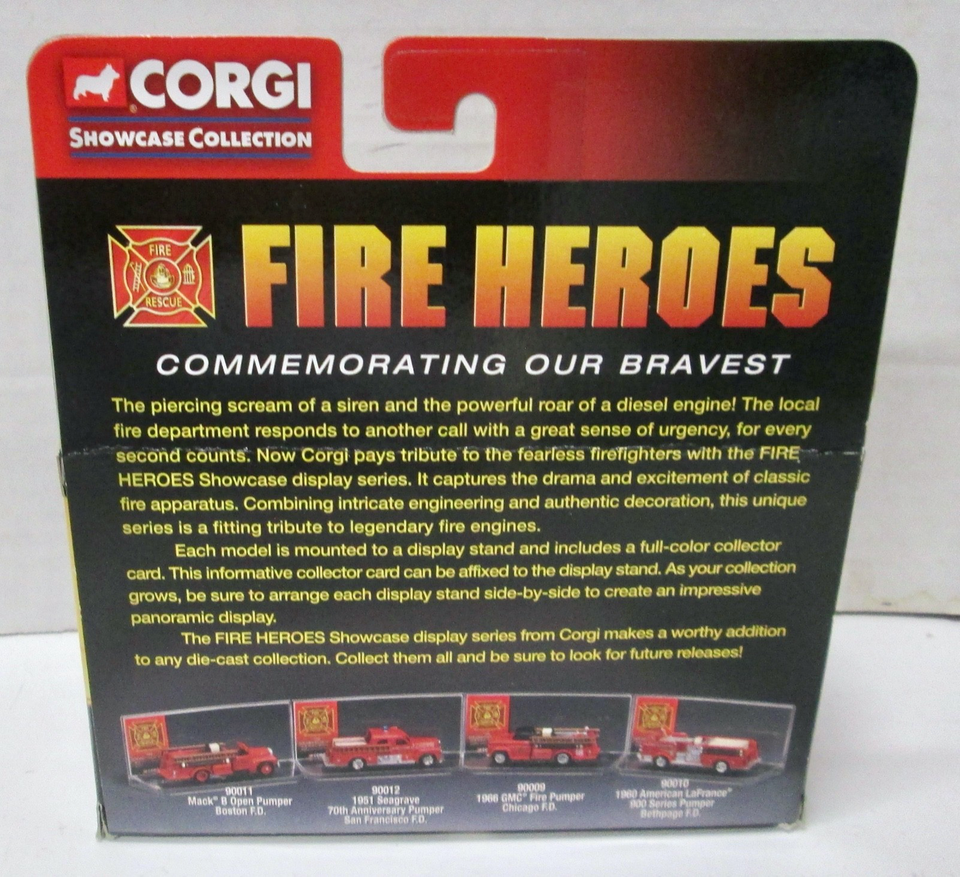 CORGI
SHOWCASE COLLECTION
FIRE
RESCUE
FIRE HEROES
COMMEMORATING OUR BRAVEST
The piercing scream of a siren and the powerful roar of a diesel engine! The local
fire department responds to another call with a great sense of urgency, for every
second counts. Now Corgi pays tribute to the fearless firefighters with the FIRE
HEROES Showcase display series. It captures the drama and excitement of classic
fire apparatus. Combining intricate engineering and authentic decoration, this unique
series is a fitting tribute to legendary fire engines.
Each model is mounted to a display stand and includes a full-color collector
card. This informative collector card can be affixed to the display stand. As your collection
grows, be sure to arrange each display stand side-by-side to create an impressive
panoramic display.
The FIRE HEROES Showcase display series from Corgi makes a worthy addition
to any die-cast collection. Collect them all and be sure to look for future releases!
90011
Mack® B Open Pumper
Boston F.D.
90012
1951 Seagrave
70th Anniversary Pumper
San Francisco F.D.
90009
1966 GMC™ Fire Pumper
Chicago F.D.
90010
1960 American LaFrance™
900 Series Pumper
Bethpage F.D.